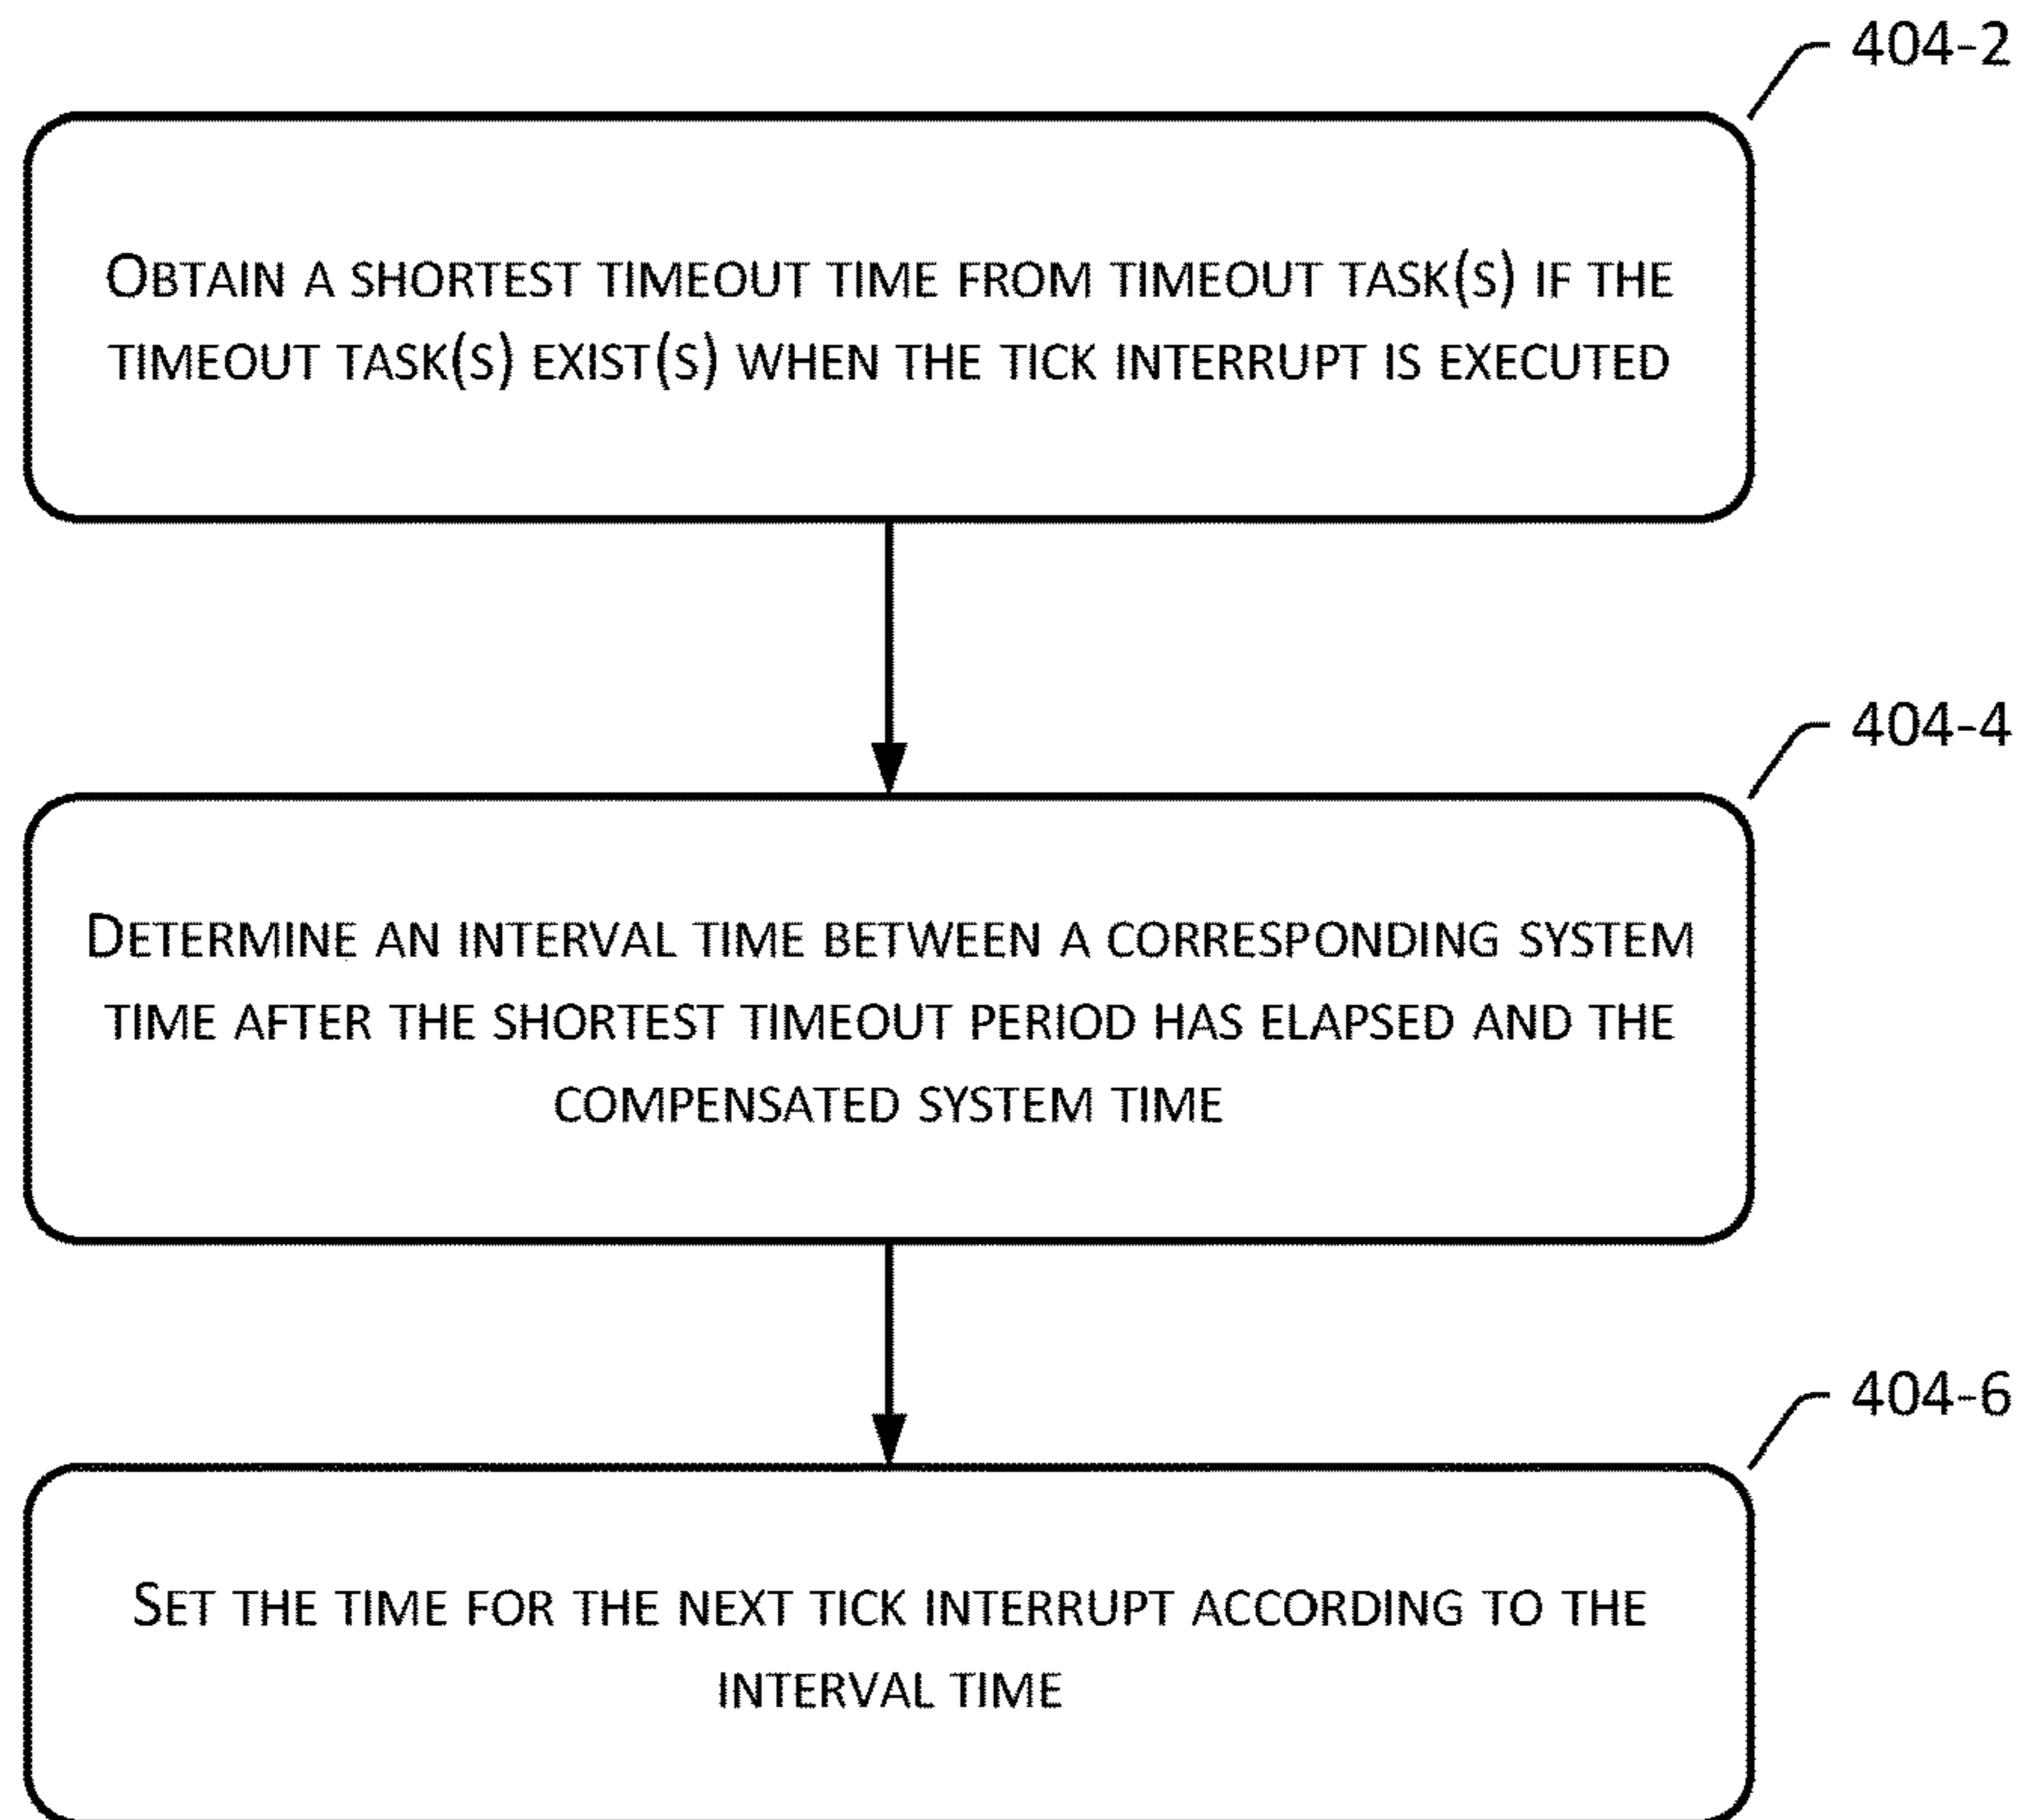 404-2
OBTAIN A SHORTEST TIMEOUT TIME FROM TIMEOUT TASK(S) IF THE
TIMEOUT TASK(S) EXIST(S) WHEN THE TICK INTERRUPT IS EXECUTED
404-4
DETERMINE AN INTERVAL TIME BETWEEN A CORRESPONDING SYSTEM
TIME AFTER THE SHORTEST TIMEOUT PERIOD HAS ELAPSED AND THE
COMPENSATED SYSTEM TIME
404-6
SET THE TIME FOR THE NEXT TICK INTERRUPT ACCORDING TO THE
INTERVAL TIME